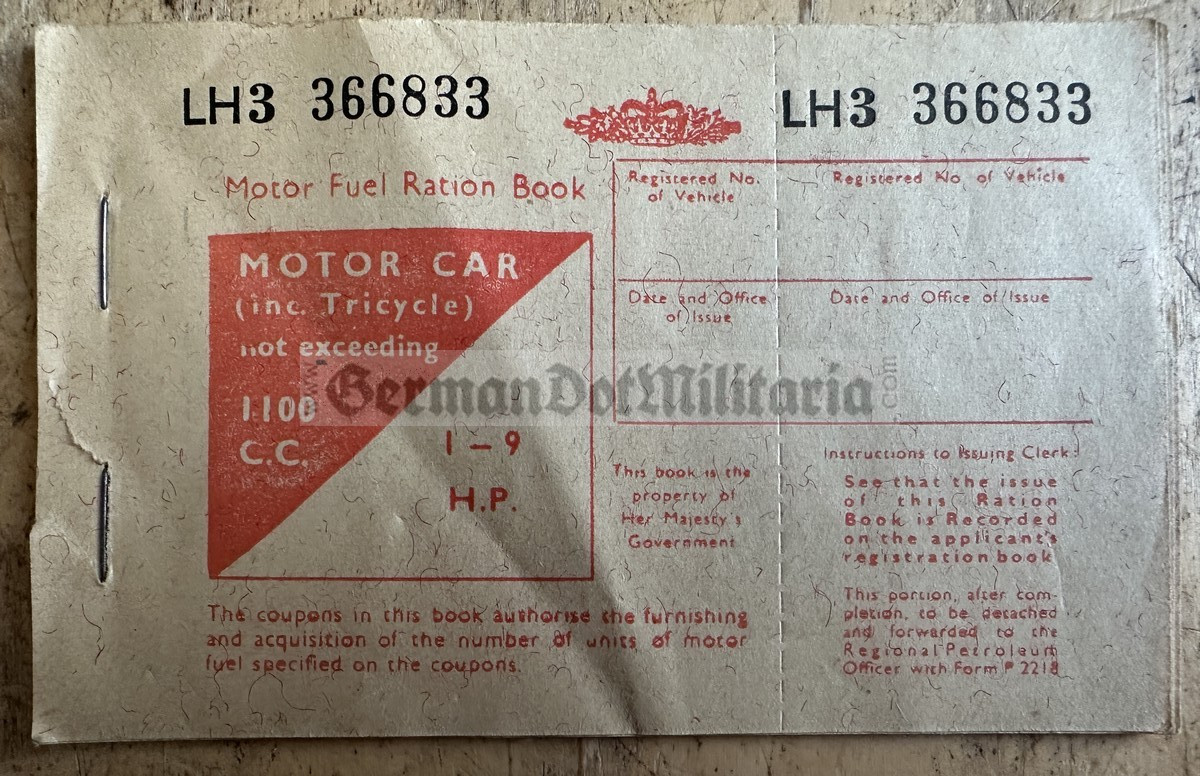 LH3 366833
LH3 366833
Motor Fuel Ration Book
MOTOR CAR
(inc. Tricycle)
not exceeding
1100
C.C.
1 – 9
H.P.
Registered No.
of Vehicle
Registered No of Vehicle
Date and Office
of Issue
Date and Office of Issue
www.GermanDotMilitaria.com
This book is the
property of
Her Majesty's
Government
Instructions to Issuing Clerk:
See that the issue
of this Ration
Book is Recorded
on the applicant's
registration book
This portion, after com-
pletion, to be detached
and forwarded to the
Regional Petroleum
Officer with Form P 2218
The coupons in this book authorise the furnishing
and acquisition of the number of units of motor
fuel specified on the coupons.